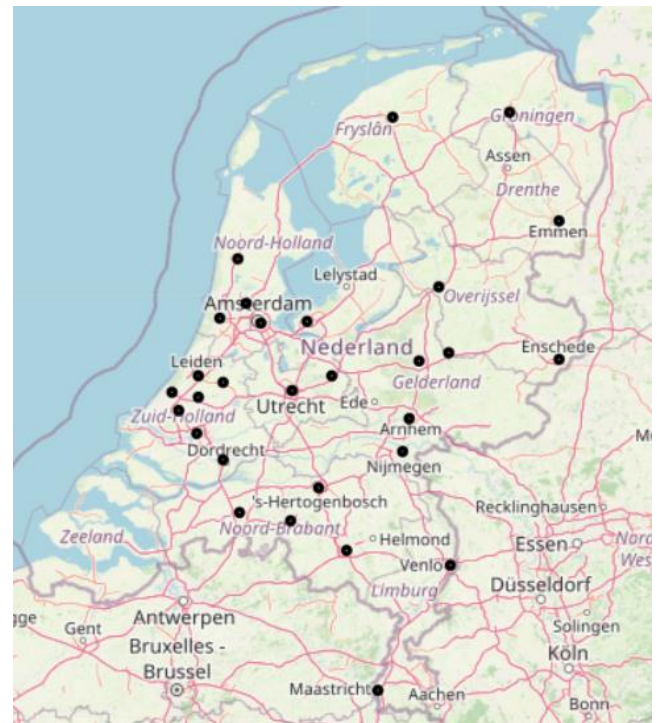 Fryslân
Groningen
Assen
Drenthe
Emmen
Noord-Holland
Lelystad
Overijssel
Amsterdam
Nederland
Enschede
Leiden
Gelderland
Utrecht
Ede
Zuid-Holland
Arnhem
Dordrecht
Nijmegen
's-Hertogenbosch
Recklinghausen
Noord-Brabant
Helmond
Zeeland
Essen
Venlo
Limburg
Düsseldorf
Antwerpen
Gent
Solingen
Bruxelles -
Brussel
Köln
Maastricht
Aachen
Bonn